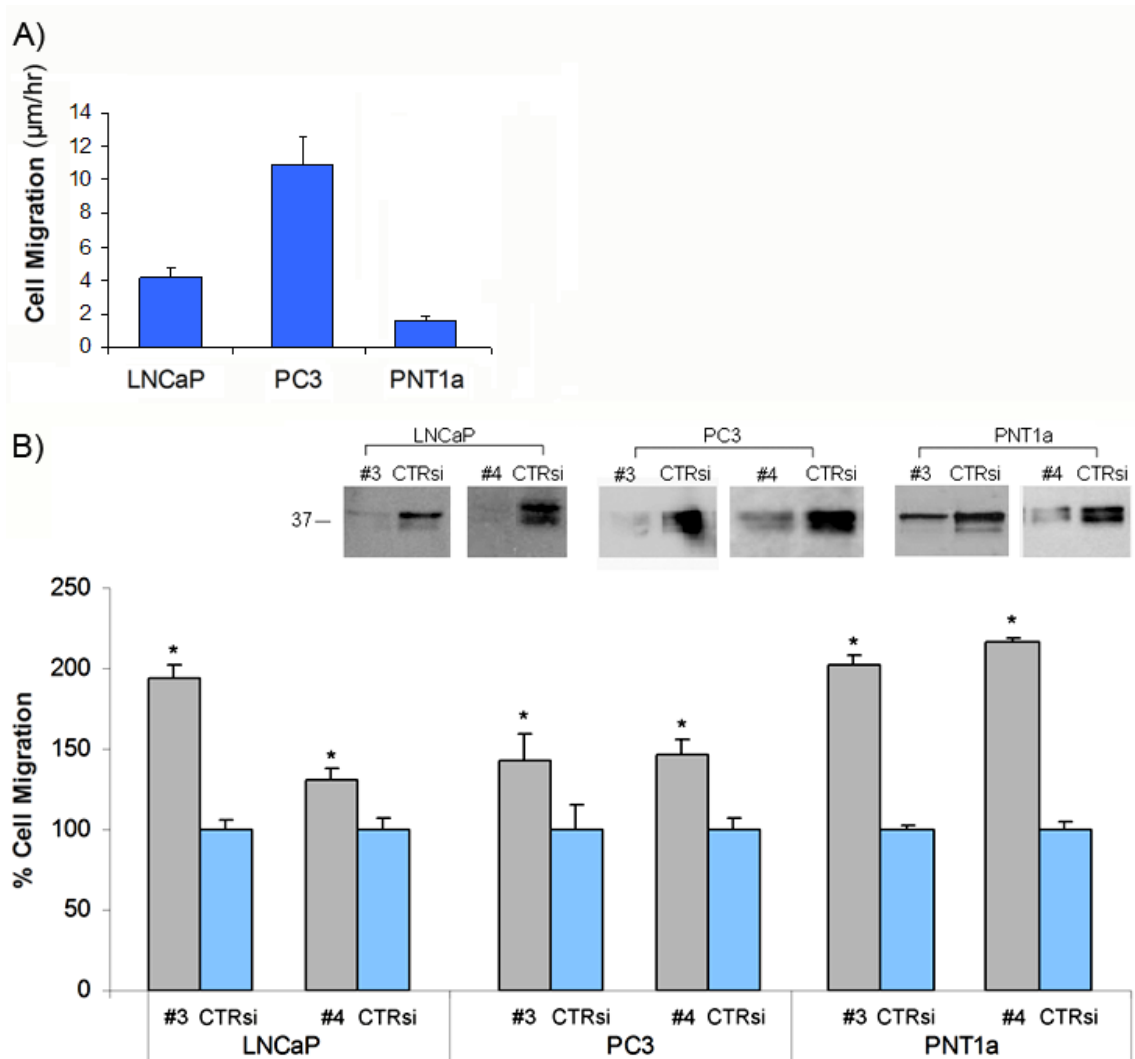 A)
Cell Migration (µm/hr)
14
12
10
8
6
4
2
0
LNCaP PC3 PNT1a
B)
LNCaP PC3 PNT1a
#3 CTRsi #4 CTRsi #3 CTRsi #4 CTRsi #3 CTRsi #4 CTRsi
37
% Cell Migration
250
200
150
100
50
0
* * * * * *
#3 CTRsi #4 CTRsi #3 CTRsi #4 CTRsi #3 CTRsi #4 CTRsi
LNCaP PC3 PNT1a